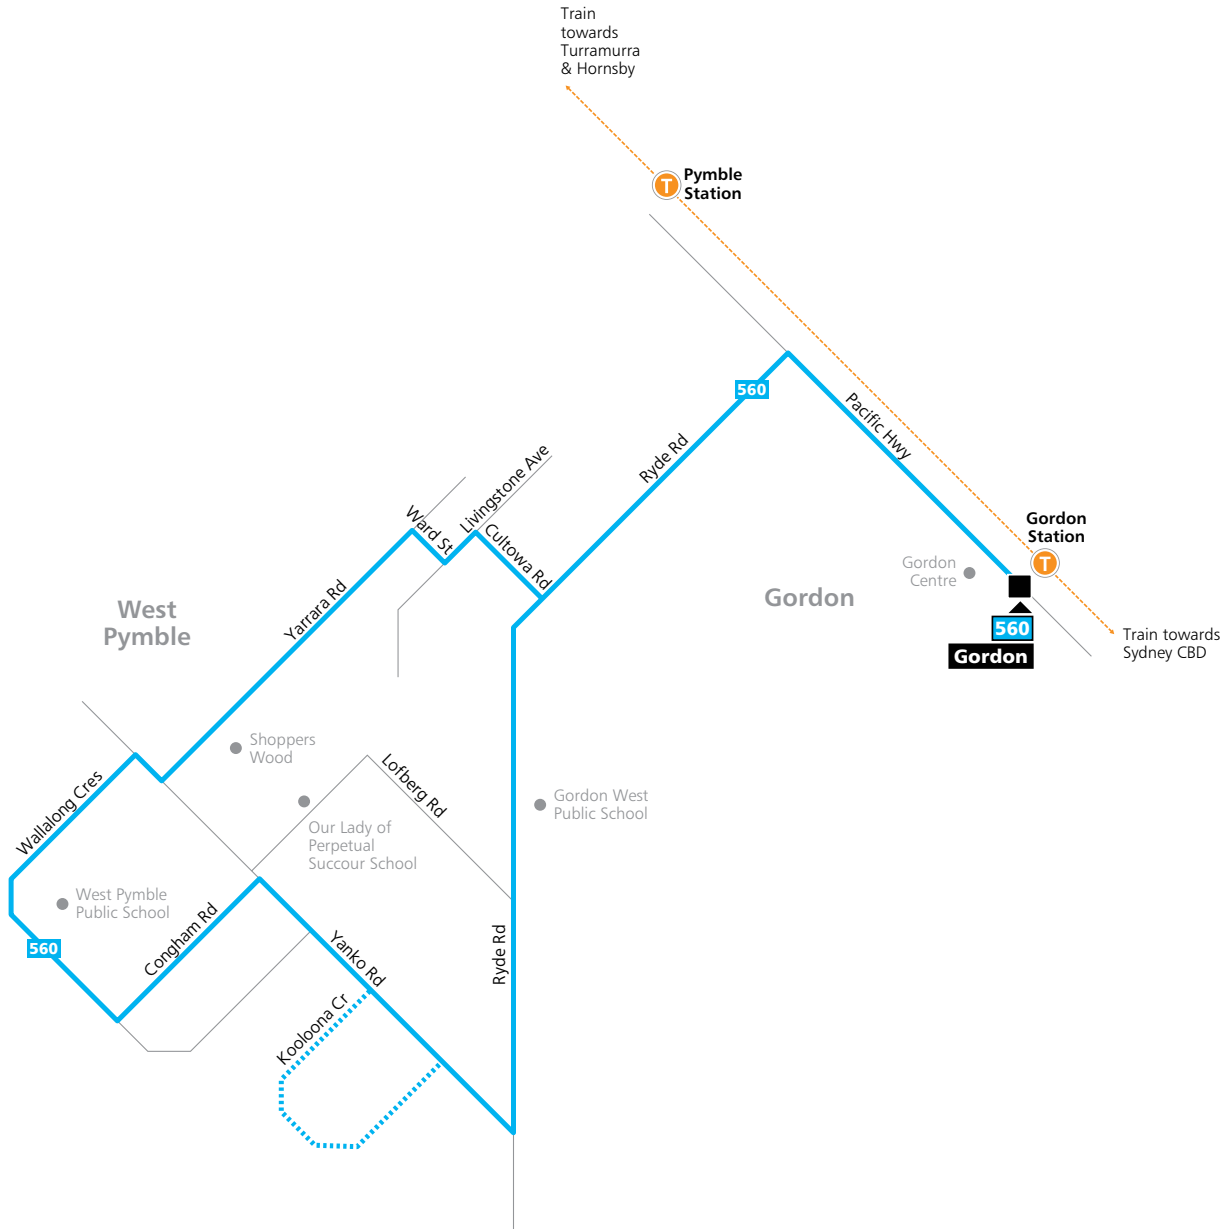 Train
towards
Turramurra
& Hornsby
T
Pymble
Station
560
Pacific Hwy
Ryde Rd
Livingstone Ave
Ward St
Cultowa Rd
Gordon
Station
T
Gordon
Centre
Yarrara Rd
West
Pymble
Gordon
560
Gordon
Train towards
Sydney CBD
Shoppers
Wood
Lofberg Rd
Wallalong Cres
Gordon West
Public School
Our Lady of
Perpetual
Succour School
West Pymble
Public School
Congham Rd
560
Yanko Rd
Ryde Rd
Kooloona Cr